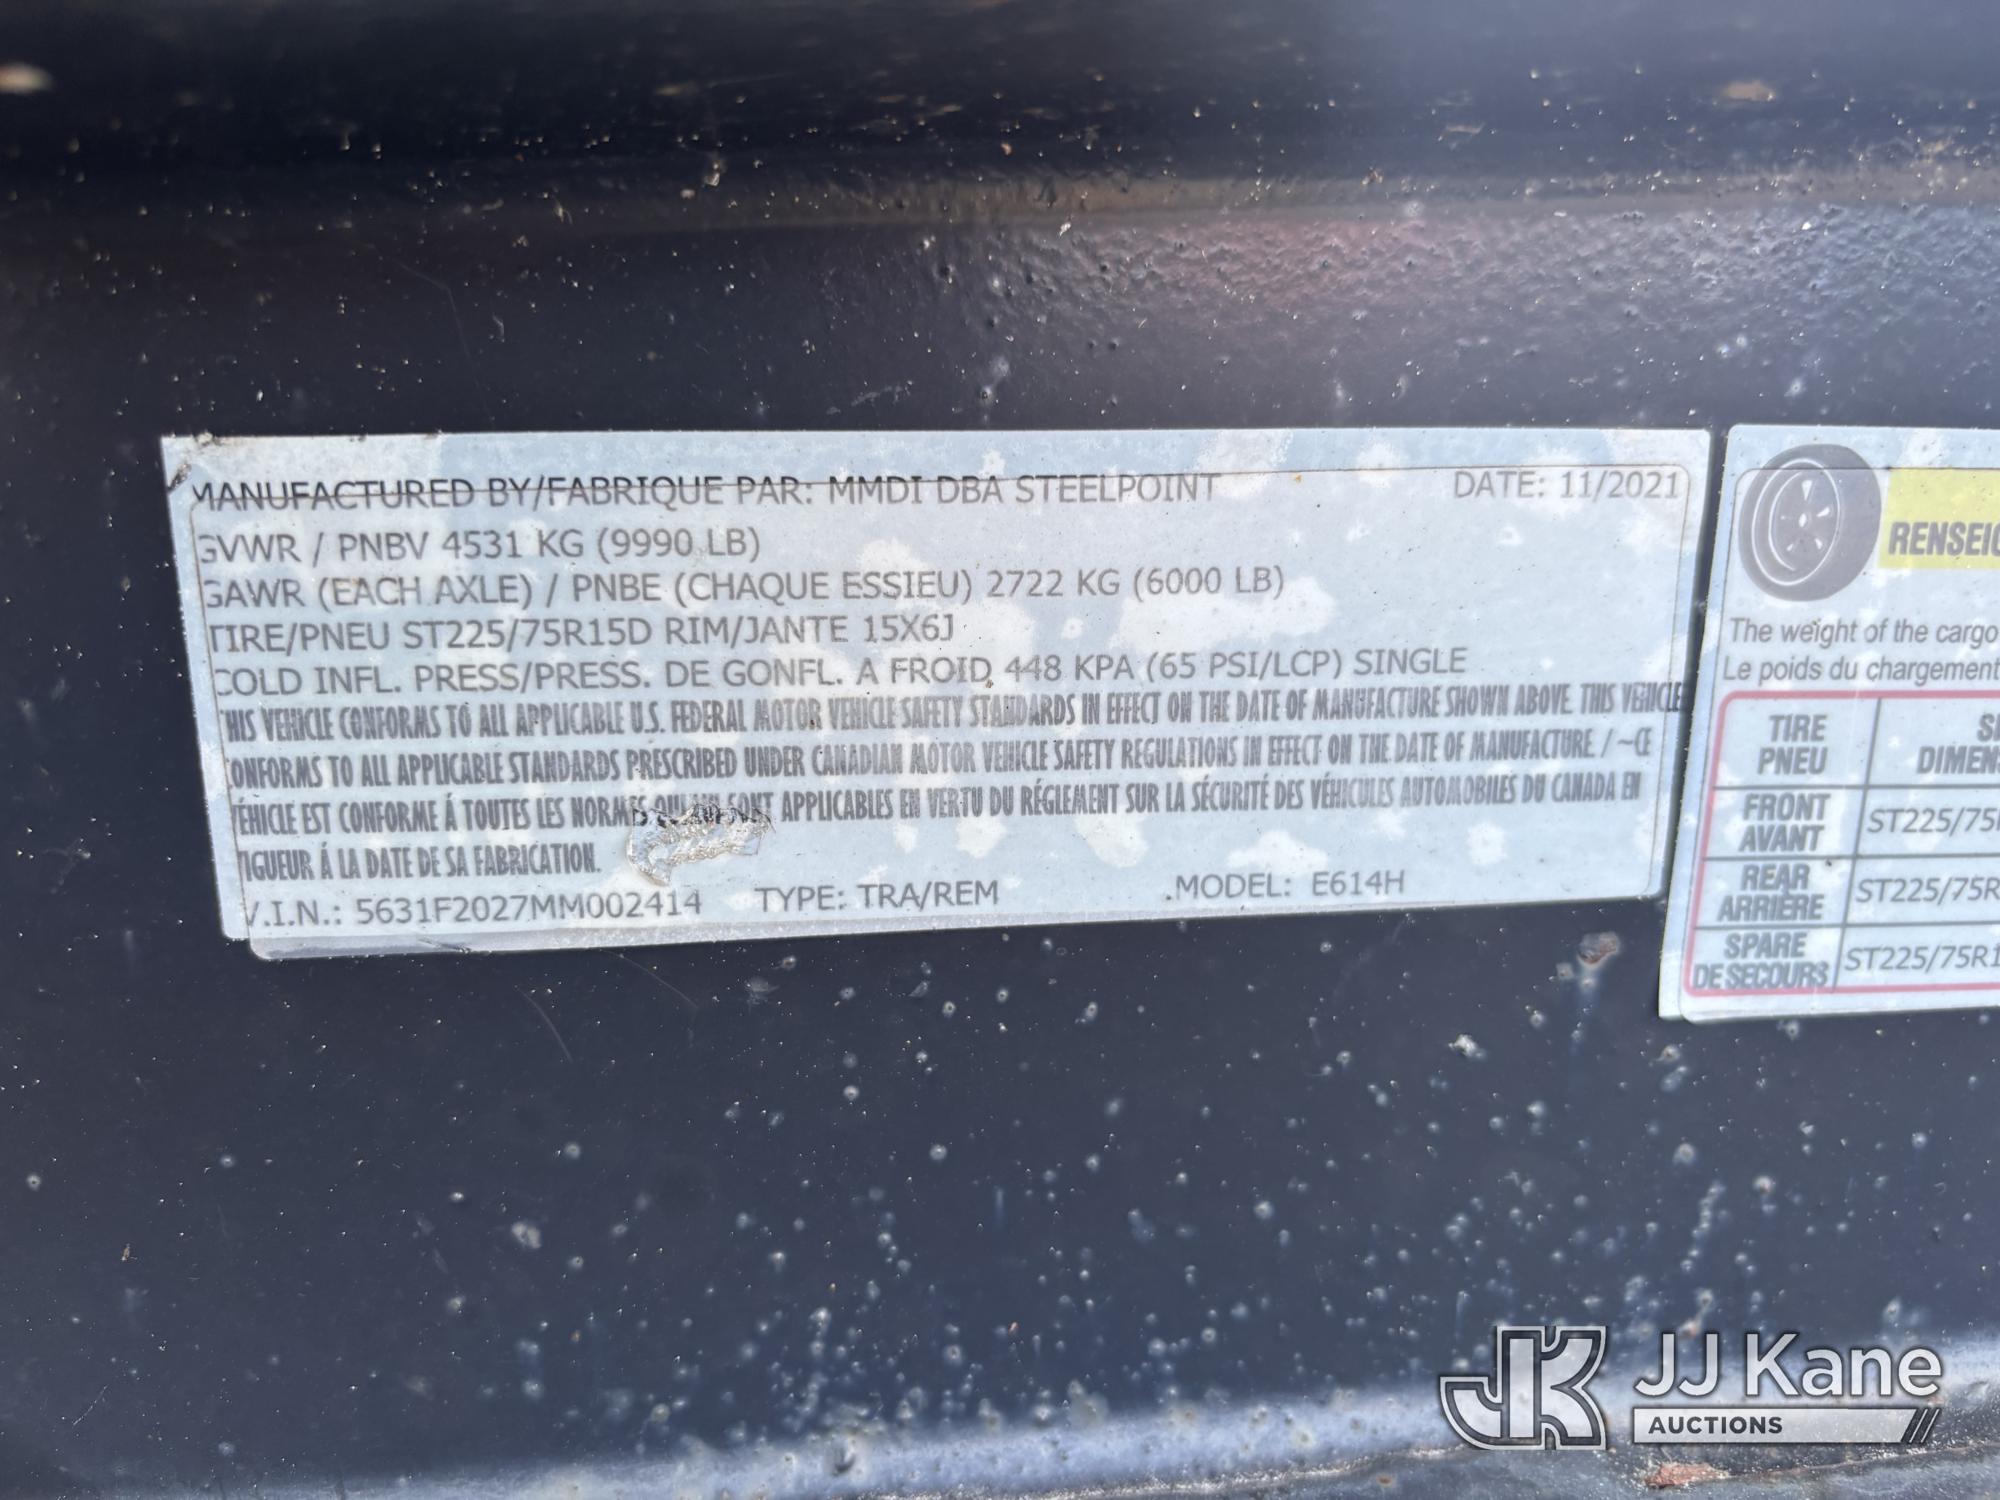 MANUFACTURED BY/FABRIQUE PAR: MMDI DBA STEELPOINT DATE: 11/2021
GVWR / PNBV 4531 KG (9990 LB)
GAWR (EACH AXLE) / PNBE (CHAQUE ESSIEU) 2722 KG (6000 LB)
TIRE/PNEU ST225/75R15D RIM/JANTE 15X6J
COLD INFL. PRESS/PRESS. DE GONFL. A FROID 448 KPA (65 PSI/LCP) SINGLE
THIS VEHICLE CONFORMS TO ALL APPLICABLE U.S. FEDERAL MOTOR VEHICLE SAFETY STANDARDS IN EFFECT ON THE DATE OF MANUFACTURE SHOWN ABOVE. THIS VEHICLE
CONFORMS TO ALL APPLICABLE STANDARDS PRESCRIBED UNDER CANADIAN MOTOR VEHICLE SAFETY REGULATIONS IN EFFECT ON THE DATE OF MANUFACTURE. / ~CE
VÉHICLE EST CONFORME Á TOUTES LES NORMES QUI LUI SONT APPLICABLES EN VERTU DU RÉGLEMENT SUR LA SÉCURITÉ DES VÉHICULES AUTOMOBILES DU CANADA EN
VIGUEUR Á LA DATE DE SA FABRICATION.
V.I.N.: 5631F2027MM002414 TYPE: TRA/REM .MODEL: E614H
RENSEIG
The weight of the cargo
Le poids du chargement
TIRE
PNEU
SI
DIMEN
FRONT
AVANT
ST225/75
REAR
ARRIÈRE
ST225/75R
SPARE
DE SECOURS
ST225/75R1
JK
JJ Kane
AUCTIONS